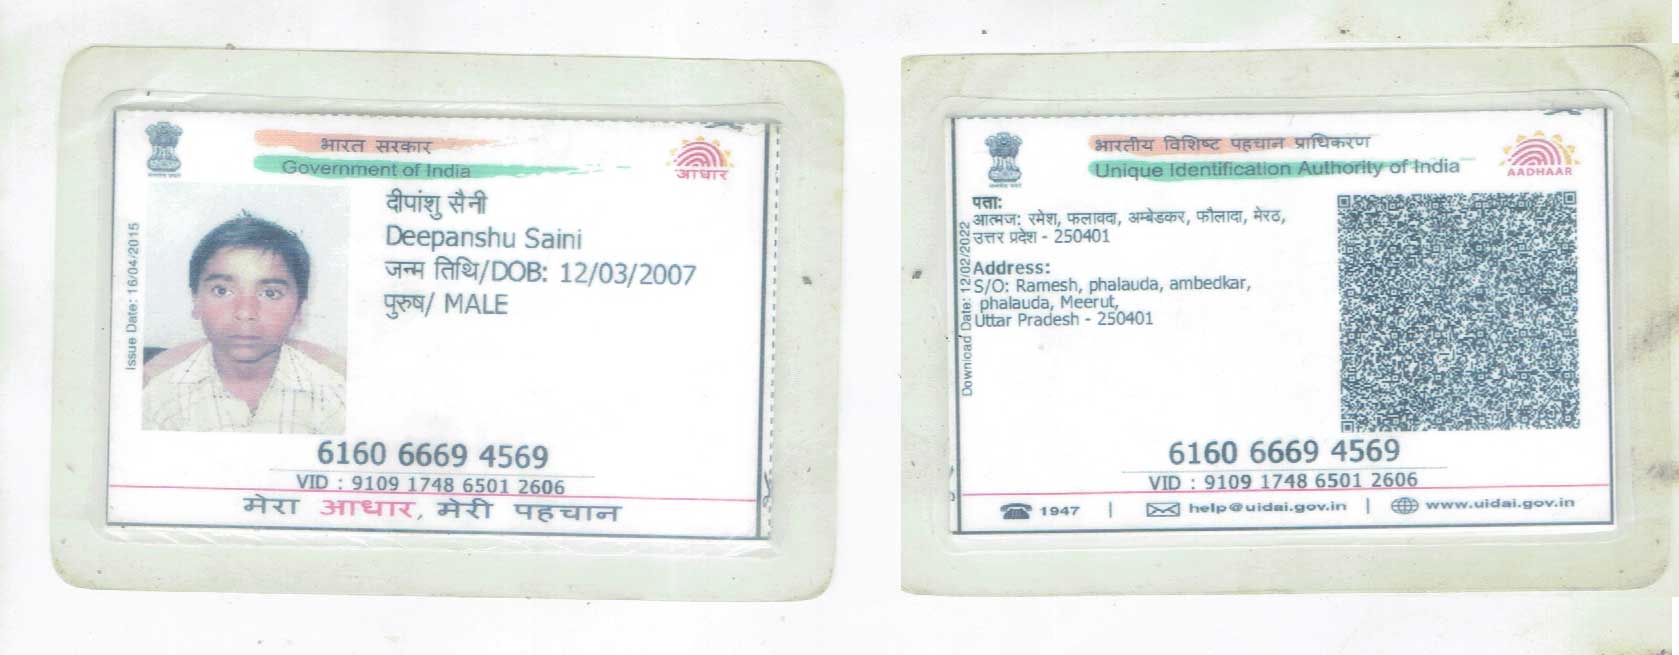 भारत सरकार
Government of India
आधार
Issue Date: 16/04/2015
दीपांशु सैनी
Deepanshu Saini
जन्म तिथि/DOB: 12/03/2007
पुरुष/ MALE
6160 6669 4569
VID : 9109 1748 6501 2606
मेरा आधार, मेरी पहचान
भारतीय विशिष्ट पहचान प्राधिकरण
Unique Identification Authority of India
AADHAAR
Download Date: 12/02/2022
पता:
आत्मज: रमेश, फलावदा, अम्बेडकर, फौलादा, मेरठ,
उत्तर प्रदेश - 250401
Address:
S/O: Ramesh, phalauda, ambedkar,
phalauda, Meerut,
Uttar Pradesh - 250401
6160 6669 4569
VID : 9109 1748 6501 2606
1947 | help@uidai.gov.in | www.uidai.gov.in